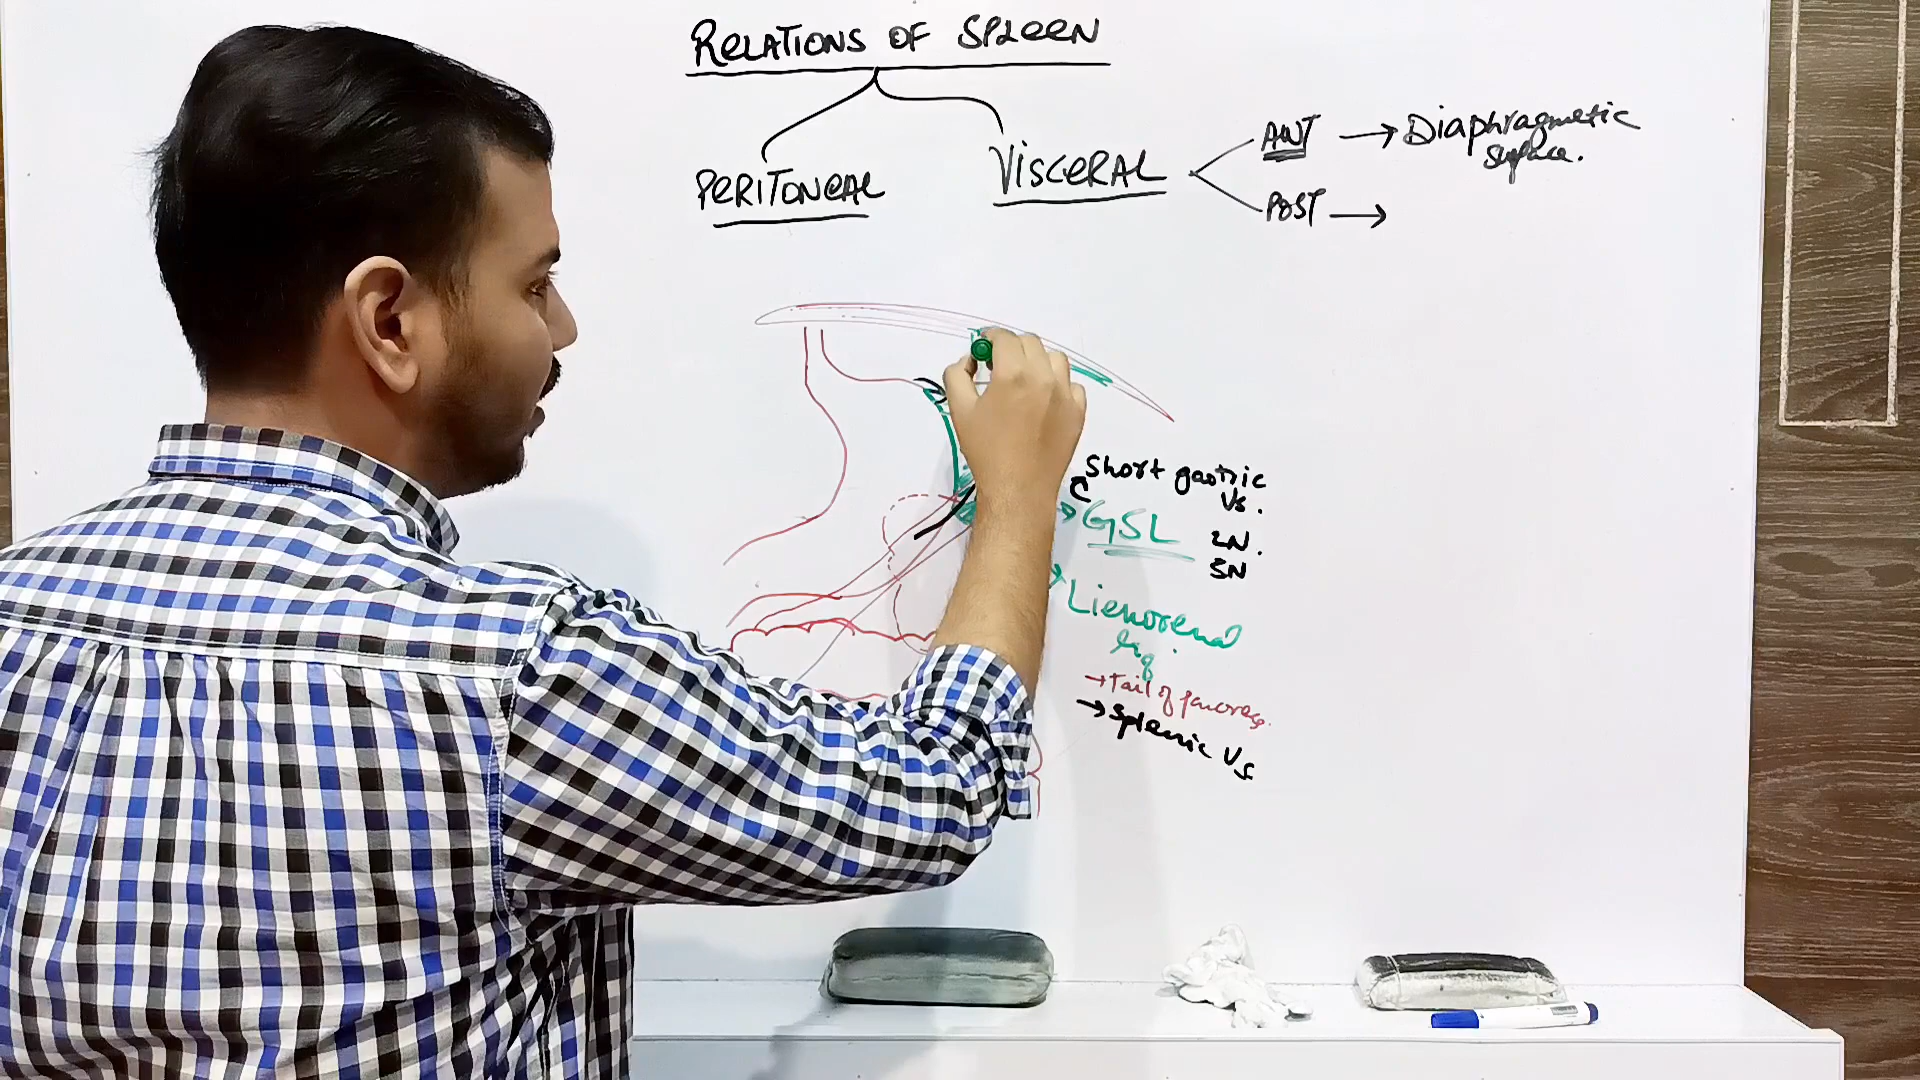 RELATIONS OF SPLEEN
PERITONEAL
VISCERAL
ANT → Diaphragmetic
surface.
POST →
Short gastric
Vs.
GSL
LN.
SN
Lienorenal
lig.
→ Tail of pancreas.
→ Splenic Vs